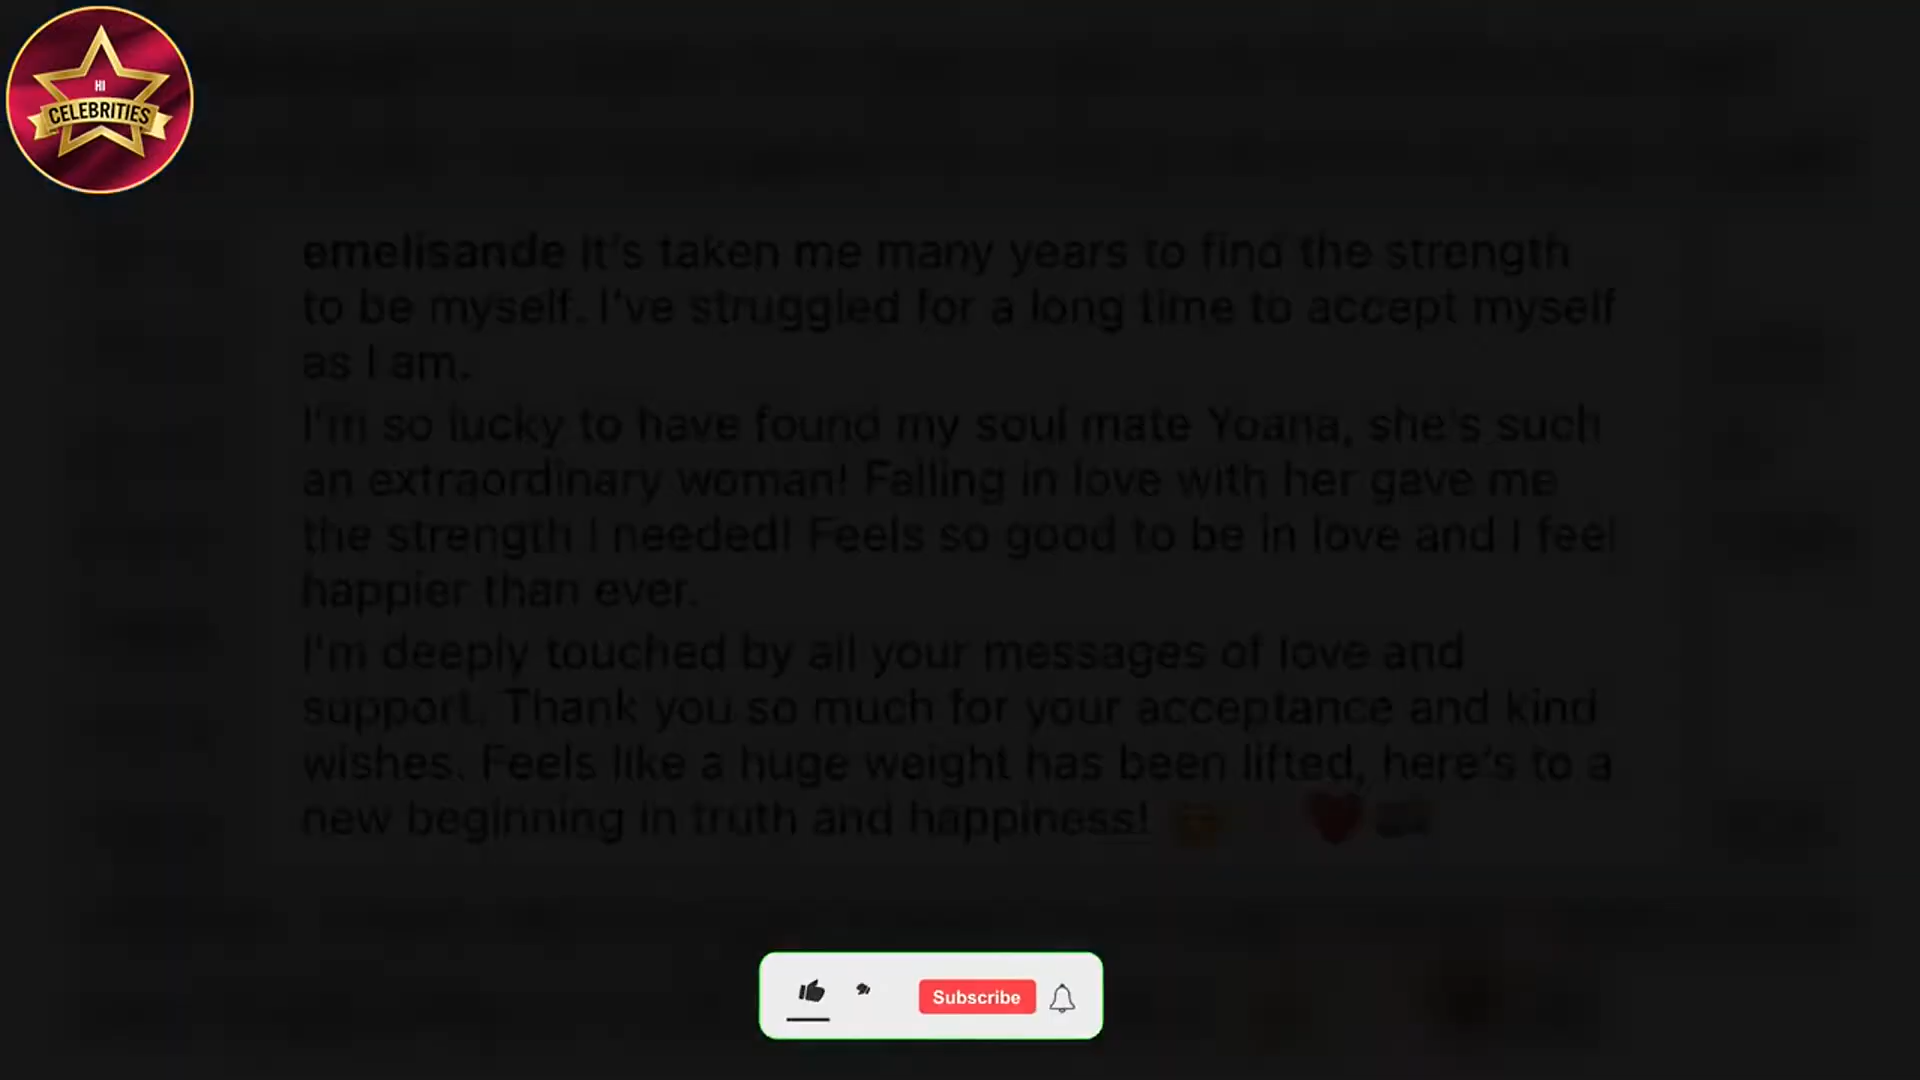 HI
CELEBRITIES
emelisande It's taken me many years to find the strength
to be myself. I've struggled for a long time to accept myself
as I am.
I'm so lucky to have found my soul mate Yoana, she's such
an extraordinary woman! Falling in love with her gave me
the strength I needed! Feels so good to be in love and I feel
happier than ever.
I'm deeply touched by all your messages of love and
support. Thank you so much for your acceptance and kind
wishes. Feels like a huge weight has been lifted, here's to a
new beginning in truth and happiness!
Subscribe